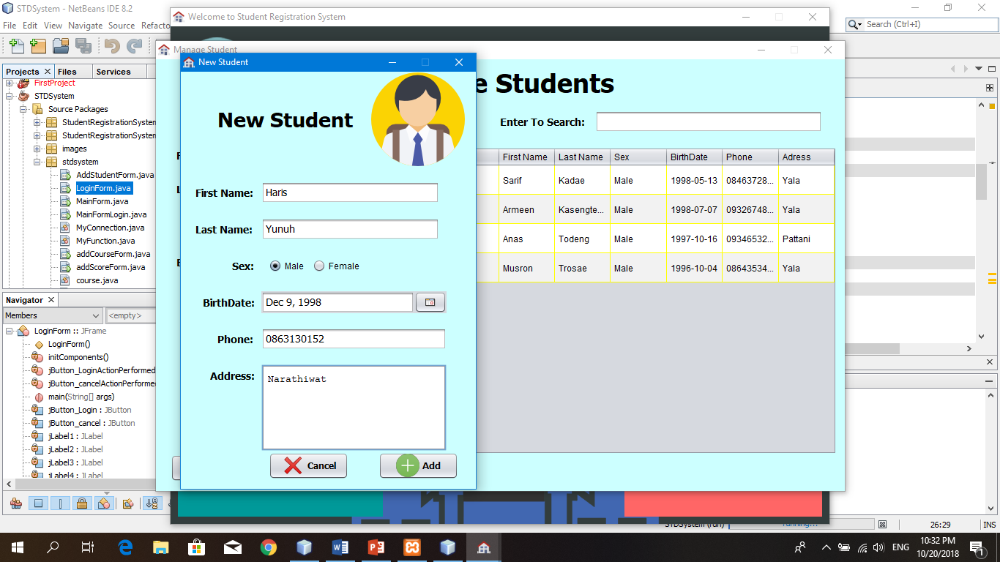 STDSystem - NetBeans IDE 8.2
File Edit View Navigate Source Refacto
Search (Ctrl+I)
Welcome to Student Registration System
Manage Student
New Student
e Students
Enter To Search:
Projects Files Services
FirstProject
STDSystem
Source Packages
StudentRegistrationSystem
StudentRegistrationSystem
images
stdsystem
AddStudentForm.java
LoginForm.java
MainForm.java
MainFormLogin.java
MyConnection.java
MyFunction.java
addCourseForm.java
addScoreForm.java
course.java
Navigator
Members <empty>
LoginForm :: JFrame
LoginForm()
initComponents()
jButton_LoginActionPerformed
jButton_cancelActionPerformed
main(String[] args)
jButton_Login : JButton
jButton_cancel : JButton
jLabel1 : JLabel
jLabel2 : JLabel
jLabel3 : JLabel
jLabel4 : JLabel
New Student
First Name: Haris
Last Name: Yunuh
Sex: Male Female
BirthDate: Dec 9, 1998
Phone: 0863130152
Address: Narathiwat
Cancel Add
First Name Last Name Sex BirthDate Phone Adress
Sarif Kadae Male 1998-05-13 08463728... Yala
Armeen Kasengte... Male 1998-07-07 09326748... Yala
Anas Todeng Male 1997-10-16 09346532... Pattani
Musron Trosae Male 1996-10-04 08643534... Yala
STDSystem (run) running...
26:29 INS
ENG
10:32 PM
10/20/2018
1